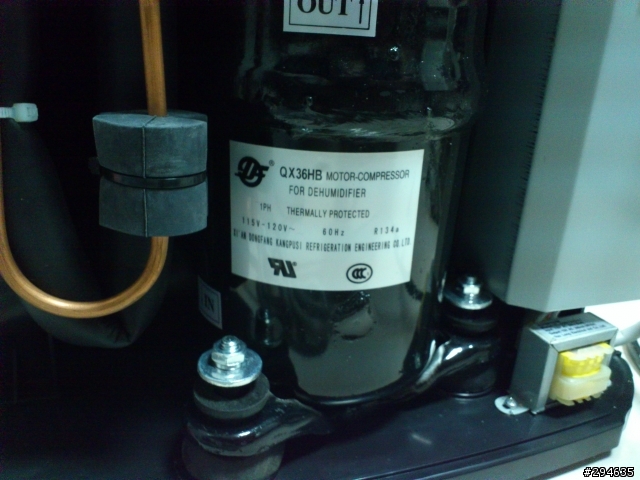 OUT↑
QX36HB MOTOR-COMPRESSOR
FOR DEHUMIDIFIER
1PH THERMALLY PROTECTED
115V-120V~ 60Hz R134a
XI'AN DONGFANG KANGPUSI REFRIGERATION ENGINEERING CO.LTD.
IN
#294635